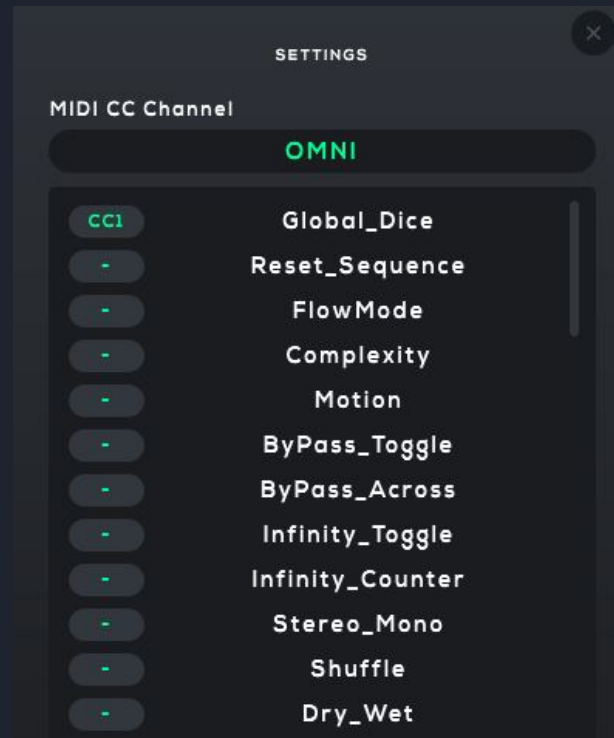 SETTINGS
MIDI CC Channel
OMNI
CC1 Global_Dice
- Reset_Sequence
- FlowMode
- Complexity
- Motion
- ByPass_Toggle
- ByPass_Across
- Infinity_Toggle
- Infinity_Counter
- Stereo_Mono
- Shuffle
- Dry_Wet